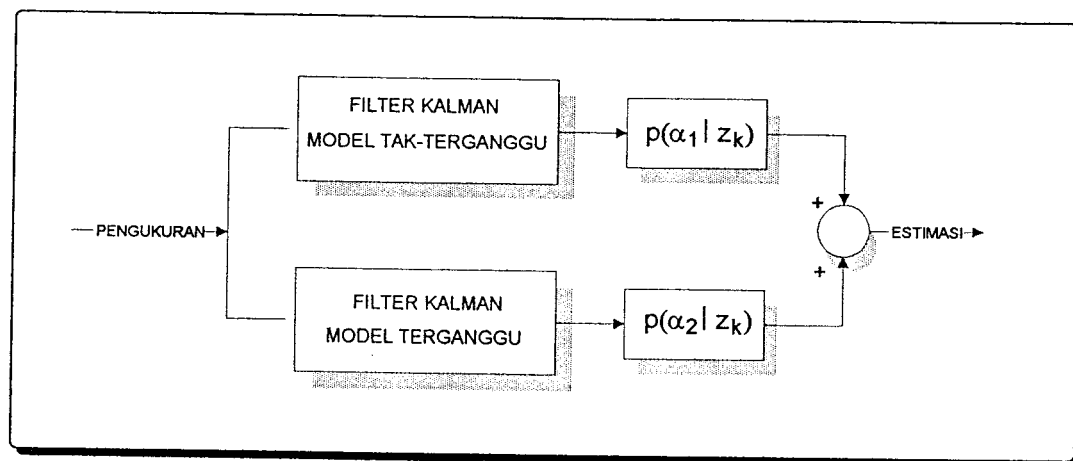 FILTER KALMAN
MODEL TAK-TERGANGGU
p(α₁ | zₖ)
PENGUKURAN
+
+
ESTIMASI
FILTER KALMAN
MODEL TERGANGGU
p(α₂ | zₖ)